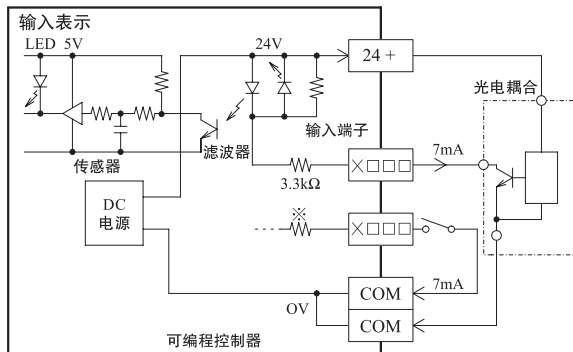 输入表示
LED 5V
24V
24 +
光电耦合
输入端子
传感器
滤波器
X□□□
7mA
3.3kΩ
DC
电源
※
X□□□
COM
7mA
OV
COM
可编程控制器